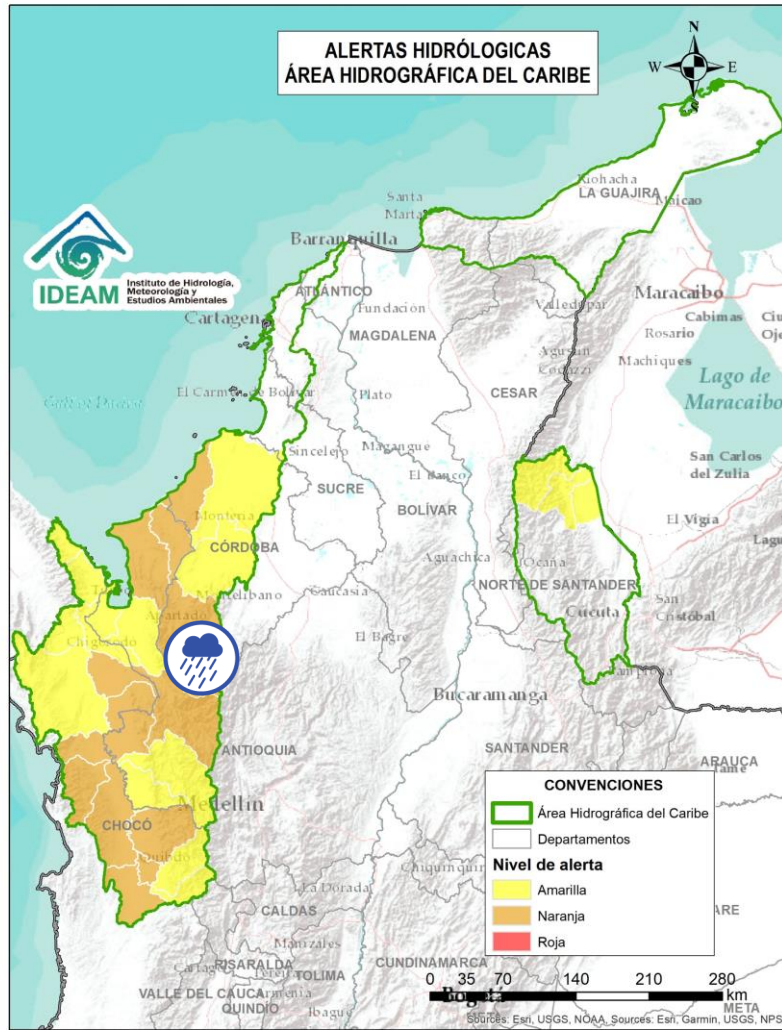 ALERTAS HIDRÓLOGICAS
ÁREA HIDROGRÁFICA DEL CARIBE
N
W E
S
Riohacha
LA GUAJIRA
Maicao
Santa
Marta
Barranquilla
IDEAM
Instituto de Hidrología,
Meteorología y
Estudios Ambientales
ATLÁNTICO
Fundación
Valledupar
Maracaibo
Cabimas
Rosario
Cartagena
MAGDALENA
Agustín
Codazzi
Machiques
CESAR
Lago de
Maracaibo
El Carmen de Bolívar
Plato
San Carlos
del Zulia
Sincelejo
Magangue
El Banco
SUCRE
BOLÍVAR
Montería
El Vigía
CÓRDOBA
Aguachica
Ocaña
NORTE DE SANTANDER
Montelíbano
Caucasia
Apartadó
Cúcuta
San
Cristóbal
El Bagre
Chigorodó
Pamplona
Bucaramanga
ANTIOQUIA
SANTANDER
ARAUCA
Tame
Medellín
CHOCÓ
Quibdó
La Dorada
CALDAS
Manizales
RISARALDA
Pereira
TOLIMA
CUNDINAMARCA
VALLE DEL CAUCA
Armenia
QUINDÍO
Ibague
Bogotá
META
CONVENCIONES
Área Hidrográfica del Caribe
Departamentos
Nivel de alerta
Amarilla
Naranja
Roja
0 35 70 140 210 280
km
Sources: Esri, USGS, NOAA, Sources: Esri, Garmin, USGS, NPS